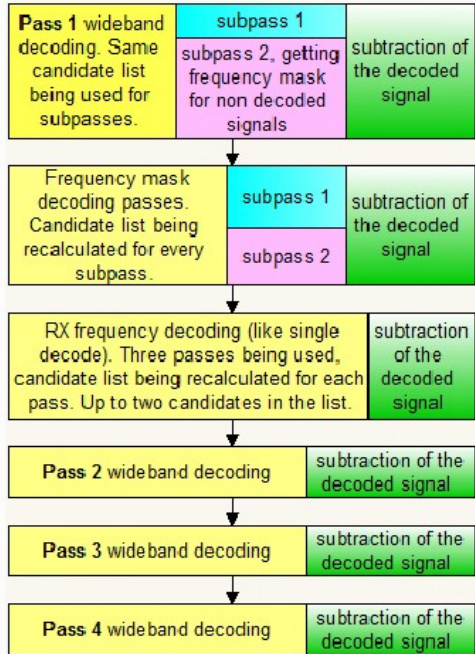 Pass 1 wideband
decoding. Same
candidate list
being used for
subpasses.
subpass 1
subpass 2, getting
frequency mask
for non decoded
signals
subtraction
of the
decoded
signal
Frequency mask
decoding passes.
Candidate list being
recalculated for every
subpass.
subpass 1
subpass 2
subtraction of
the decoded
signal
RX frequency decoding (like single
decode). Three passes being used,
candidate list being recalculated for each
pass. Up to two candidates in the list.
subtraction
of the
decoded
signal
Pass 2 wideband decoding
subtraction of the
decoded signal
Pass 3 wideband decoding
subtraction of the
decoded signal
Pass 4 wideband decoding
subtraction of the
decoded signal